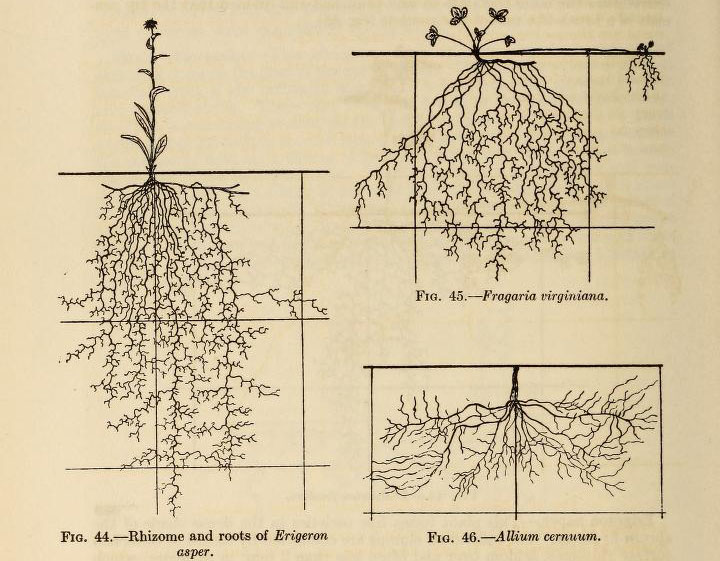 Fig. 45.—Fragaria virginiana.
Fig. 44.—Rhizome and roots of Erigeron
asper.
Fig. 46.—Allium cernuum.